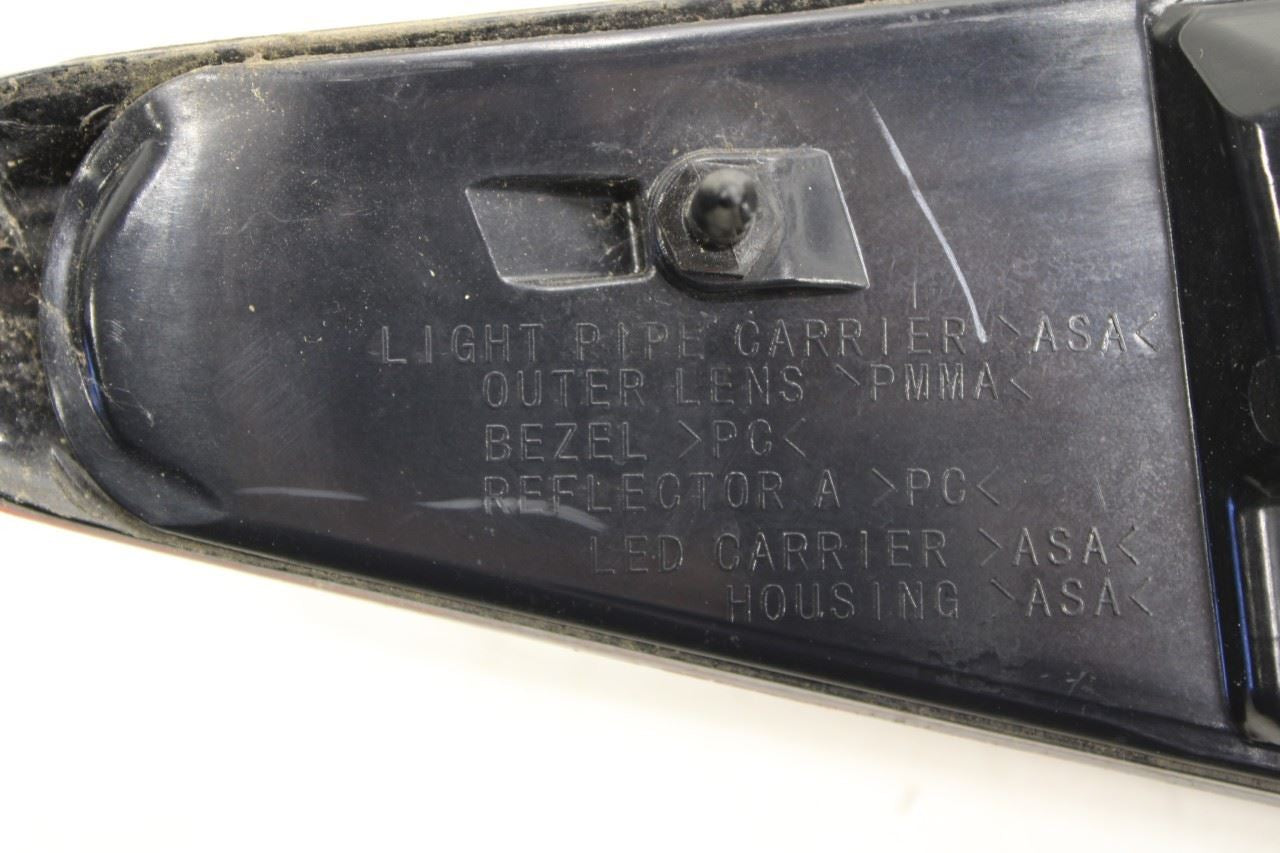 LIGHT PIPE CARRIER >ASA<
OUTER LENS >PMMA<
BEZEL >PC<
REFLECTOR A >PC<
LED CARRIER >ASA<
HOUSING >ASA<